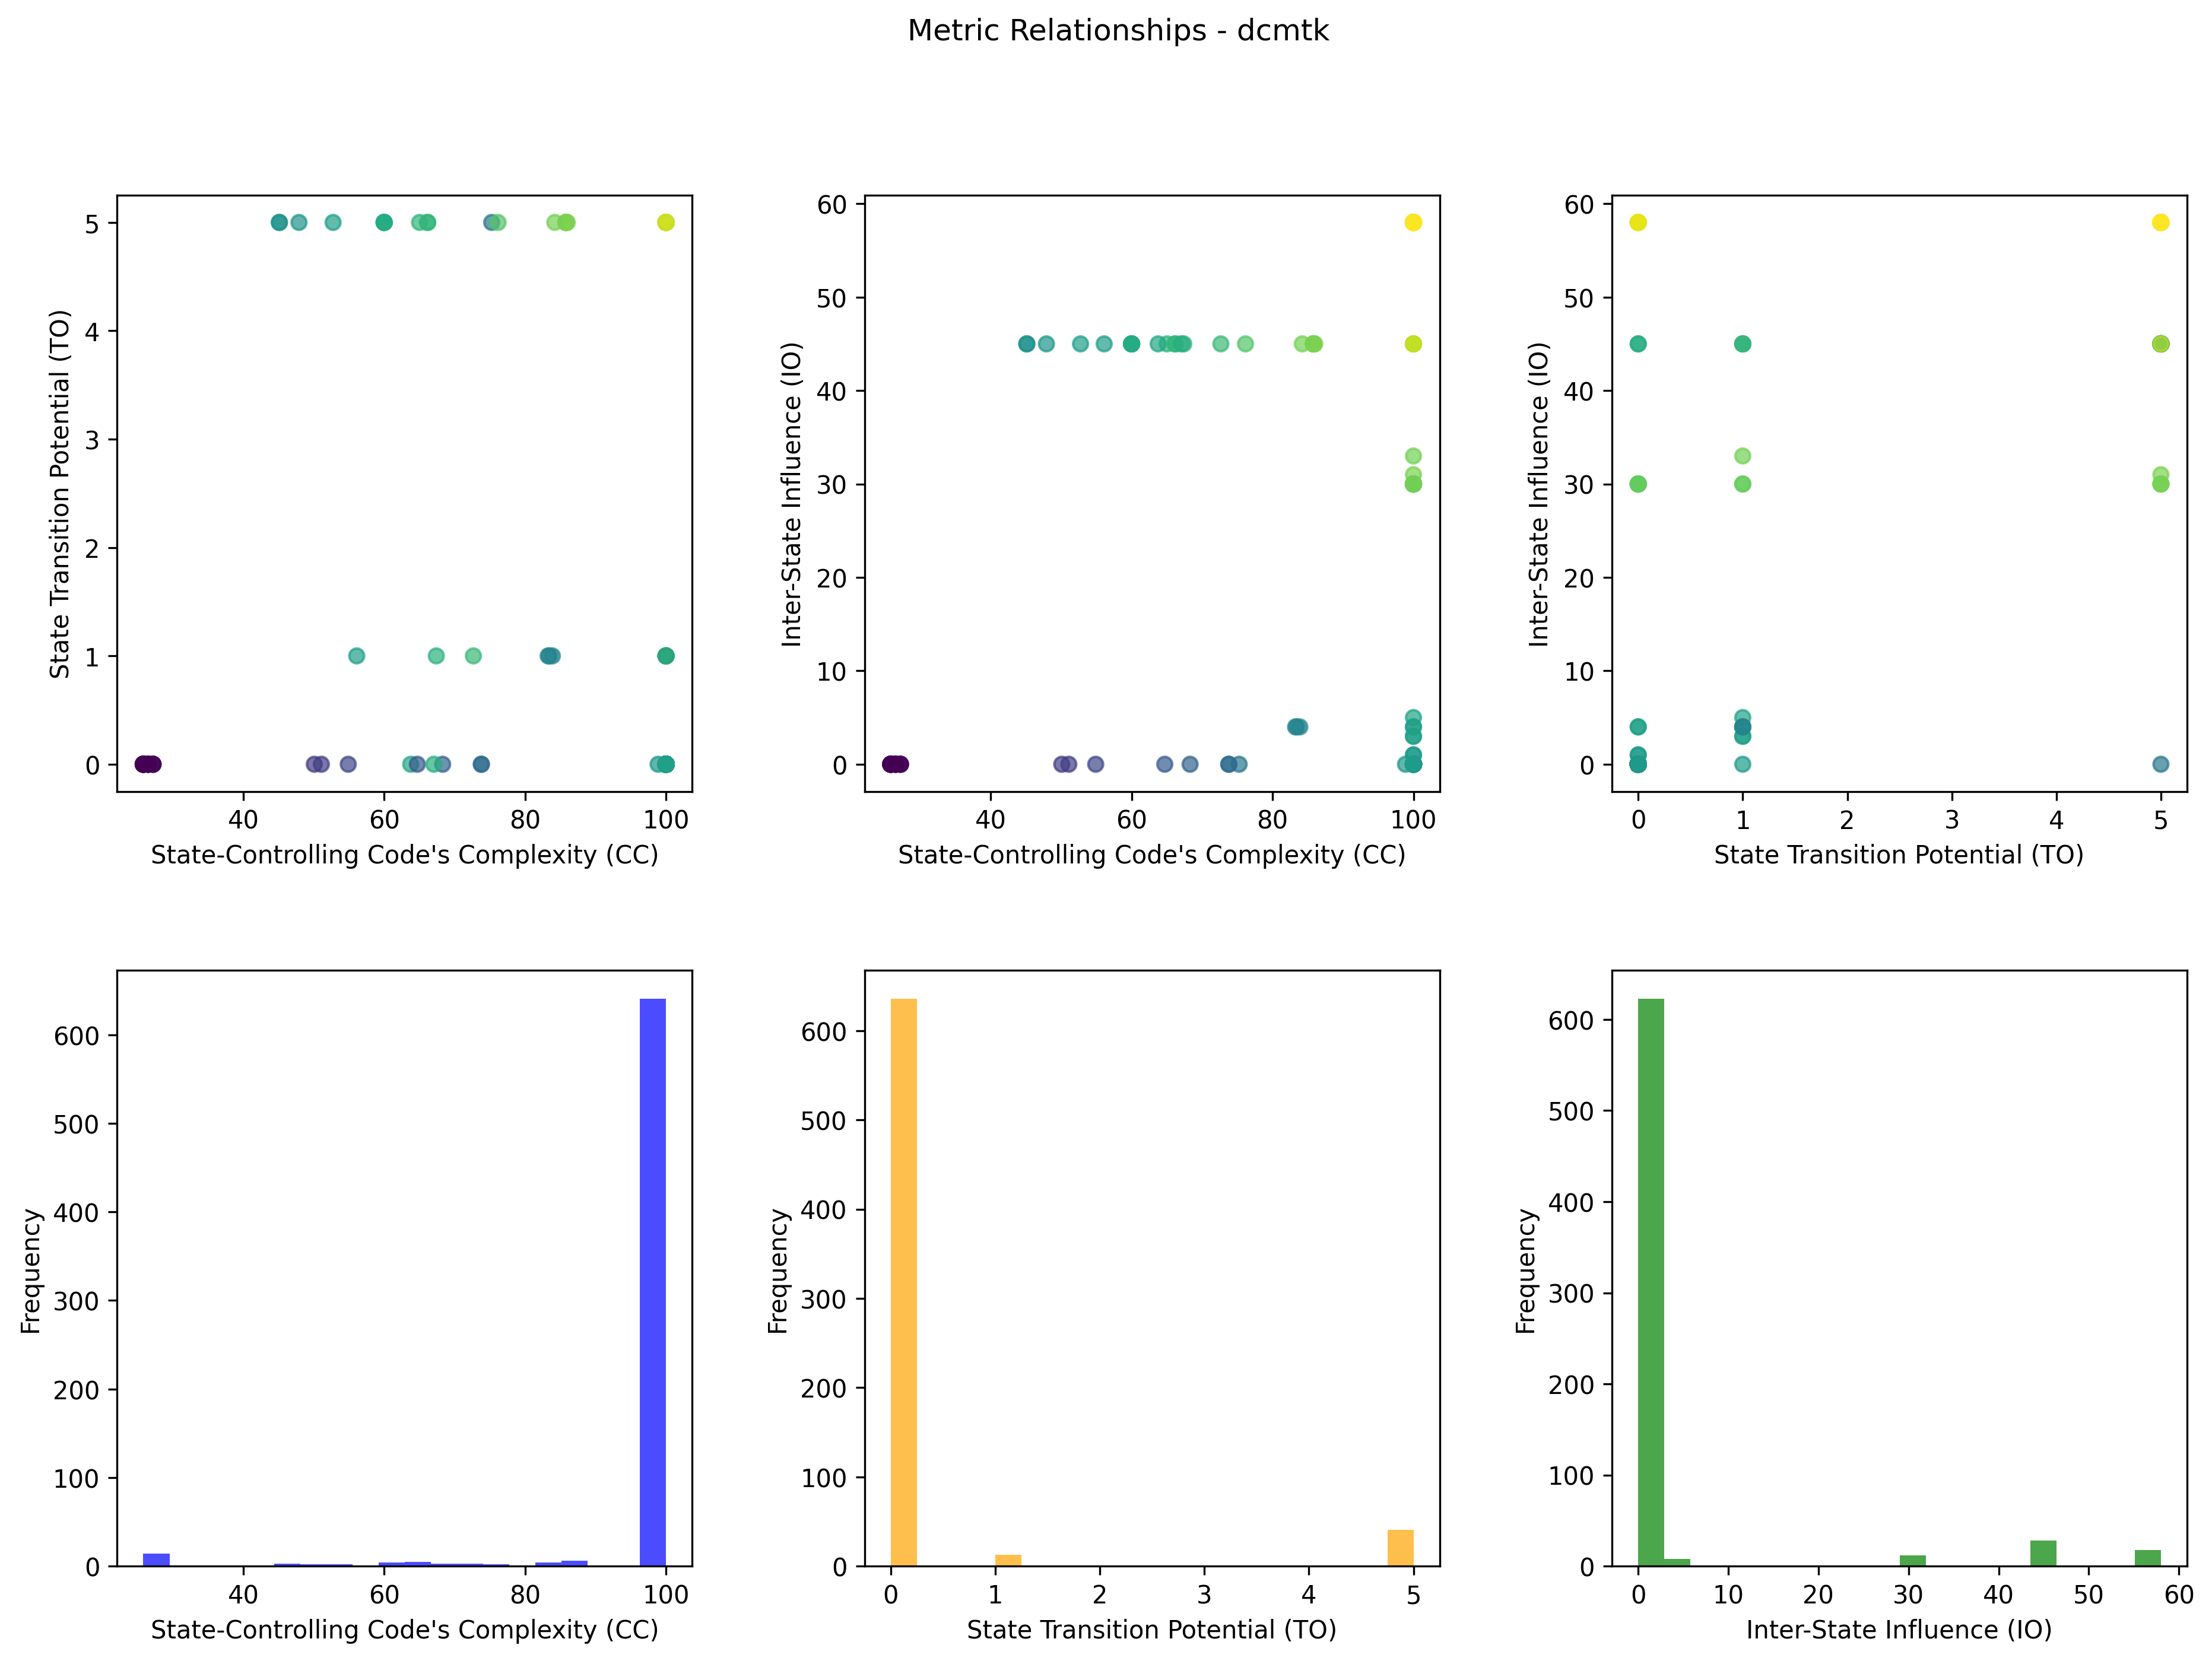 Metric Relationships - dcmtk
State Transition Potential (TO)
5
4
3
2
1
0
40 60 80 100
State-Controlling Code's Complexity (CC)
Inter-State Influence (IO)
60
50
40
30
20
10
0
40 60 80 100
State-Controlling Code's Complexity (CC)
Inter-State Influence (IO)
60
50
40
30
20
10
0
0 1 2 3 4 5
State Transition Potential (TO)
Frequency
600
500
400
300
200
100
0
40 60 80 100
State-Controlling Code's Complexity (CC)
Frequency
600
500
400
300
200
100
0
0 1 2 3 4 5
State Transition Potential (TO)
Frequency
600
500
400
300
200
100
0
0 10 20 30 40 50 60
Inter-State Influence (IO)